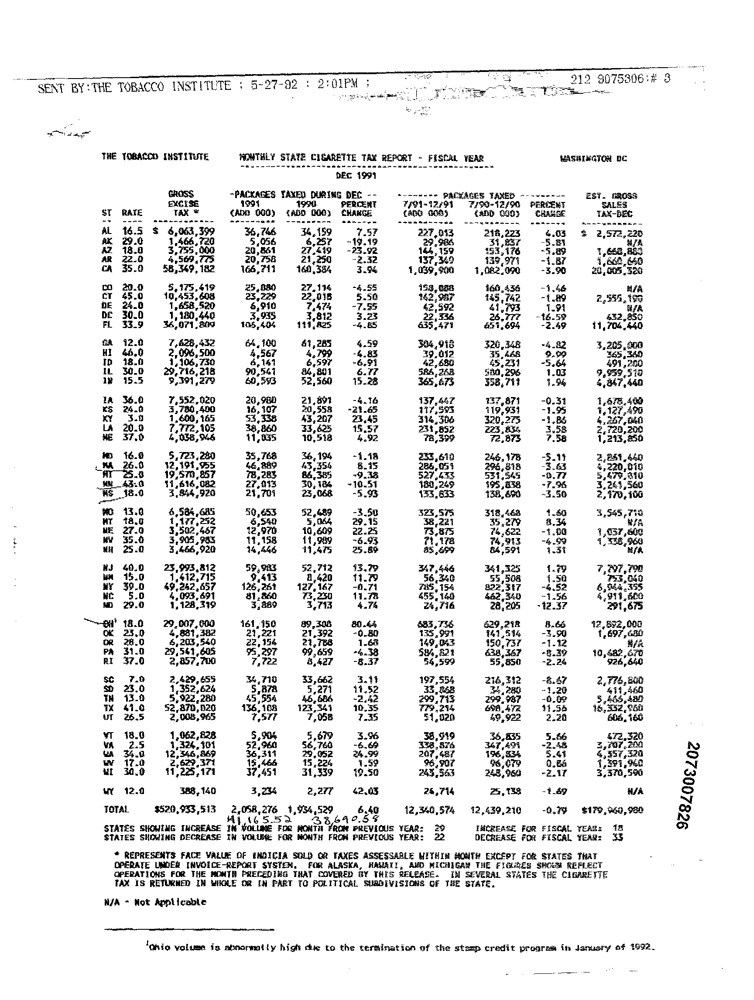 SENT BY:THE TOBACCO INSTITUTE ; 5-27-92 ; 2:01PM ; 212 9075306:# 3
THE TOBACCO INSTITUTE MONTHLY STATE CIGARETTE TAX REPORT - FISCAL YEAR WASHINGTON DC
DEC 1991
GROSS -PACKAGES TAXED DURING DEC -- -------- PACKAGES TAXED --------- EST. GROSS
EXCISE 1991 1990 PERCENT 7/91-12/91 7/90-12/90 PERCENT SALES
ST RATE TAX * (ADD 000) (ADD 000) CHANGE (ADD 000) (ADD 000) CHANGE TAX-DEC
AL 16.5 $ 6,063,399 36,746 34,159 7.57 227,013 218,223 4.03 $ 2,572,220
AK 29.0 1,466,720 5,056 6,257 -19.19 29,986 31,837 -5.81 N/A
AZ 18.0 3,755,000 20,861 27,419 -23.92 144,159 153,176 -5.89 1,668,883
AR 22.0 4,569,775 20,758 21,250 -2.32 137,349 139,971 -1.87 1,660,660
CA 35.0 58,349,182 166,711 160,384 3.94 1,039,900 1,082,090 -3.90 20,005,320
CO 20.0 5,175,419 25,880 27,114 -4.55 158,088 160,436 -1.46 N/A
CT 45.0 10,453,608 23,229 22,018 5.50 142,987 145,742 -1.89 2,555,190
DE 24.0 1,658,520 6,910 7,474 -7.55 42,592 41,793 1.91 N/A
DC 30.0 1,180,440 3,935 3,812 3.23 22,336 26,777 -16.59 432,850
FL 33.9 36,071,809 106,404 111,825 -4.85 635,471 651,694 -2.49 11,704,440
GA 12.0 7,628,432 64,100 61,283 4.59 304,918 320,348 -4.82 3,205,000
HI 46.0 2,096,500 4,567 4,799 -4.83 39,012 35,468 9.99 365,360
ID 18.0 1,106,730 6,141 6,597 -6.91 42,680 45,231 -5.64 491,200
IL 30.0 29,716,218 90,541 84,801 6.77 586,268 580,296 1.03 9,959,510
IN 15.5 9,391,279 60,593 52,560 15.28 365,673 358,711 1.94 4,847,440
IA 36.0 7,552,020 20,980 21,891 -4.16 137,447 137,871 -0.31 1,678,400
KS 24.0 3,780,400 16,107 20,558 -21.65 117,593 119,931 -1.95 1,127,490
KY 3.0 1,600,165 53,338 43,207 23.45 314,306 320,275 -1.86 4,267,040
LA 20.0 7,772,105 38,860 33,625 15.57 231,852 223,834 3.58 2,720,200
ME 37.0 4,038,946 11,035 10,518 4.92 78,399 72,873 7.58 1,213,850
MD 16.0 5,723,280 35,768 36,194 -1.18 233,610 246,178 -5.11 2,861,440
MA 26.0 12,191,955 46,889 43,354 8.15 286,051 296,818 -3.63 4,220,010
MI 25.0 19,570,857 78,283 86,385 -9.38 527,433 531,545 -0.77 5,479,810
MN 43.0 11,616,082 27,013 30,184 -10.51 180,249 195,838 -7.96 3,241,560
MS 18.0 3,844,920 21,701 23,068 -5.93 133,833 138,690 -3.50 2,170,100
MO 13.0 6,584,685 50,653 52,489 -3.50 323,575 318,468 1.60 3,545,710
MT 18.0 1,177,252 6,540 5,064 29.15 38,221 35,279 8.34 N/A
NE 27.0 3,502,467 12,970 10,609 22.25 73,875 74,622 -1.00 1,037,600
NV 35.0 3,905,983 11,158 11,989 -6.93 71,178 74,913 -4.99 1,338,960
NH 25.0 3,466,920 14,446 11,475 25.89 85,699 84,591 1.31 N/A
NJ 40.0 23,993,812 59,983 52,712 13.79 347,446 341,325 1.79 7,797,790
NM 15.0 1,412,715 9,413 8,420 11.79 56,340 55,508 1.50 753,040
NY 39.0 49,242,657 126,261 127,167 -0.71 785,154 822,317 -4.52 6,944,355
NC 5.0 4,093,691 81,860 73,230 11.78 455,140 462,340 -1.56 4,911,600
ND 29.0 1,128,319 3,889 3,713 4.74 24,716 28,205 -12.37 291,675
OH¹ 18.0 29,007,000 161,150 89,308 80.44 683,736 629,218 8.66 12,892,000
OK 23.0 4,881,382 21,221 21,392 -0.80 135,991 141,514 -3.90 1,697,680
OR 28.0 6,203,540 22,154 21,788 1.68 149,043 150,737 -1.12 N/A
PA 31.0 29,541,605 95,297 99,659 -4.38 584,821 638,367 -8.39 10,482,670
RI 37.0 2,857,700 7,722 8,427 -8.37 54,599 55,850 -2.24 926,640
SC 7.0 2,429,655 34,710 33,662 3.11 197,554 216,312 -8.67 2,776,800
SD 23.0 1,352,624 5,878 5,271 11.52 33,868 34,280 -1.20 411,460
TN 13.0 5,922,280 45,554 46,686 -2.42 299,713 299,987 -0.09 5,466,480
TX 41.0 52,870,020 136,108 123,341 10.35 779,214 698,472 11.56 16,332,960
UT 26.5 2,008,965 7,577 7,058 7.35 51,020 49,922 2.20 606,160
VT 18.0 1,062,828 5,904 5,679 3.96 38,919 36,835 5.66 472,320
VA 2.5 1,324,101 52,960 56,760 -6.69 338,876 347,491 -2.48 3,707,200
WA 34.0 12,346,869 36,311 29,052 24.99 207,487 196,834 5.41 4,357,320
WV 17.0 2,629,371 15,466 15,224 1.59 96,907 96,079 0.86 1,391,940
WI 30.0 11,225,171 37,451 31,339 19.50 243,563 248,960 -2.17 3,370,590
WY 12.0 388,140 3,234 2,277 42.03 24,714 25,138 -1.69 N/A
TOTAL $520,933,513 2,058,276 1,934,529 6.40 12,340,574 12,439,210 -0.79 $179,960,980
41,165.52 38,690.58
STATES SHOWING INCREASE IN VOLUME FOR MONTH FROM PREVIOUS YEAR: 29 INCREASE FOR FISCAL YEAR: 18
STATES SHOWING DECREASE IN VOLUME FOR MONTH FROM PREVIOUS YEAR: 22 DECREASE FOR FISCAL YEAR: 33
* REPRESENTS FACE VALUE OF INDICIA SOLD OR TAXES ASSESSABLE WITHIN MONTH EXCEPT FOR STATES THAT
OPERATE UNDER INVOICE-REPORT SYSTEM. FOR ALASKA, HAWAII, AND MICHIGAN THE FIGURES SHOWN REFLECT
OPERATIONS FOR THE MONTH PRECEDING THAT COVERED BY THIS RELEASE. IN SEVERAL STATES THE CIGARETTE
TAX IS RETURNED IN WHOLE OR IN PART TO POLITICAL SUBDIVISIONS OF THE STATE.
N/A - Not Applicable
¹Ohio volume is abnormally high due to the termination of the stamp credit program in January of 1992.
2073007826